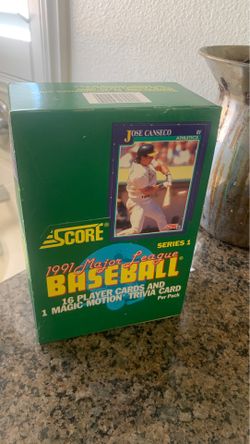 JOSE CANSECO
ATHLETICS
SCORE
SERIES 1
1991 Major League
BASEBALL
16 PLAYER CARDS AND
1 MAGIC MOTION TRIVIA CARD
Per Pack